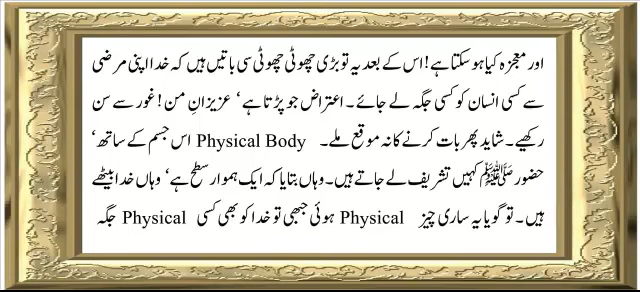 اور معجزہ کیا ہو سکتا ہے! اس کے بعد یہ تو بڑی چھوٹی چھوٹی سی باتیں ہیں کہ خدا اپنی مرضی
سے کسی انسان کو کسی جگہ لے جائے۔ اعتراض جو پڑتا ہے‘ عزیزانِ من! غور سے سن
رکھیے۔ شاید پھر بات کرنے کا نہ موقع ملے۔ Physical Body اس جسم کے ساتھ‘
حضور ﷺ کہیں تشریف لے جاتے ہیں۔ وہاں بتایا کہ ایک ہموار سطح ہے‘ وہاں خدا بیٹھے
ہیں۔ تو گویا یہ ساری چیز Physical ہوئی جبھی تو خدا کو بھی کسی Physical جگہ